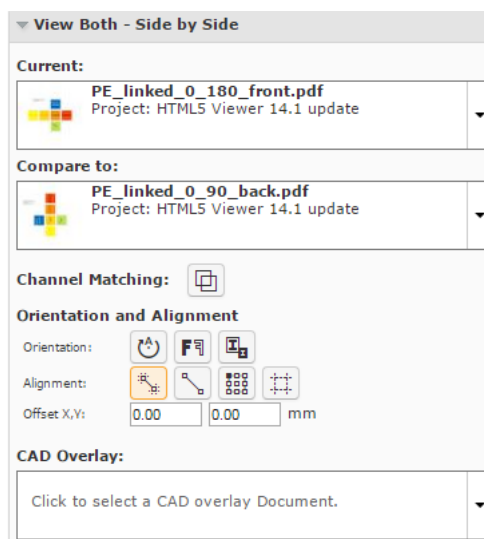 View Both - Side by Side
Current:
PE_linked_0_180_front.pdf
Project: HTML5 Viewer 14.1 update
Compare to:
PE_linked_0_90_back.pdf
Project: HTML5 Viewer 14.1 update
Channel Matching:
Orientation and Alignment
Orientation:
Alignment:
Offset X,Y: 0.00 0.00 mm
CAD Overlay:
Click to select a CAD overlay Document.